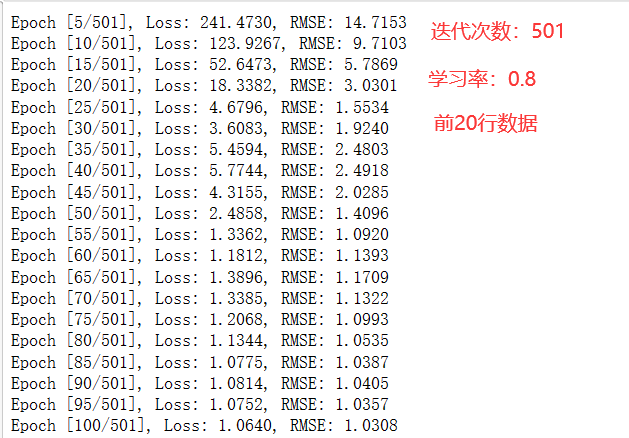 Epoch [5/501], Loss: 241.4730, RMSE: 14.7153
Epoch [10/501], Loss: 123.9267, RMSE: 9.7103
Epoch [15/501], Loss: 52.6473, RMSE: 5.7869
Epoch [20/501], Loss: 18.3382, RMSE: 3.0301
Epoch [25/501], Loss: 4.6796, RMSE: 1.5534
Epoch [30/501], Loss: 3.6083, RMSE: 1.9240
Epoch [35/501], Loss: 5.4594, RMSE: 2.4803
Epoch [40/501], Loss: 5.7744, RMSE: 2.4918
Epoch [45/501], Loss: 4.3155, RMSE: 2.0285
Epoch [50/501], Loss: 2.4858, RMSE: 1.4096
Epoch [55/501], Loss: 1.3362, RMSE: 1.0920
Epoch [60/501], Loss: 1.1812, RMSE: 1.1393
Epoch [65/501], Loss: 1.3896, RMSE: 1.1709
Epoch [70/501], Loss: 1.3385, RMSE: 1.1322
Epoch [75/501], Loss: 1.2068, RMSE: 1.0993
Epoch [80/501], Loss: 1.1344, RMSE: 1.0535
Epoch [85/501], Loss: 1.0775, RMSE: 1.0387
Epoch [90/501], Loss: 1.0814, RMSE: 1.0405
Epoch [95/501], Loss: 1.0752, RMSE: 1.0357
Epoch [100/501], Loss: 1.0640, RMSE: 1.0308
迭代次数：501
学习率：0.8
前20行数据